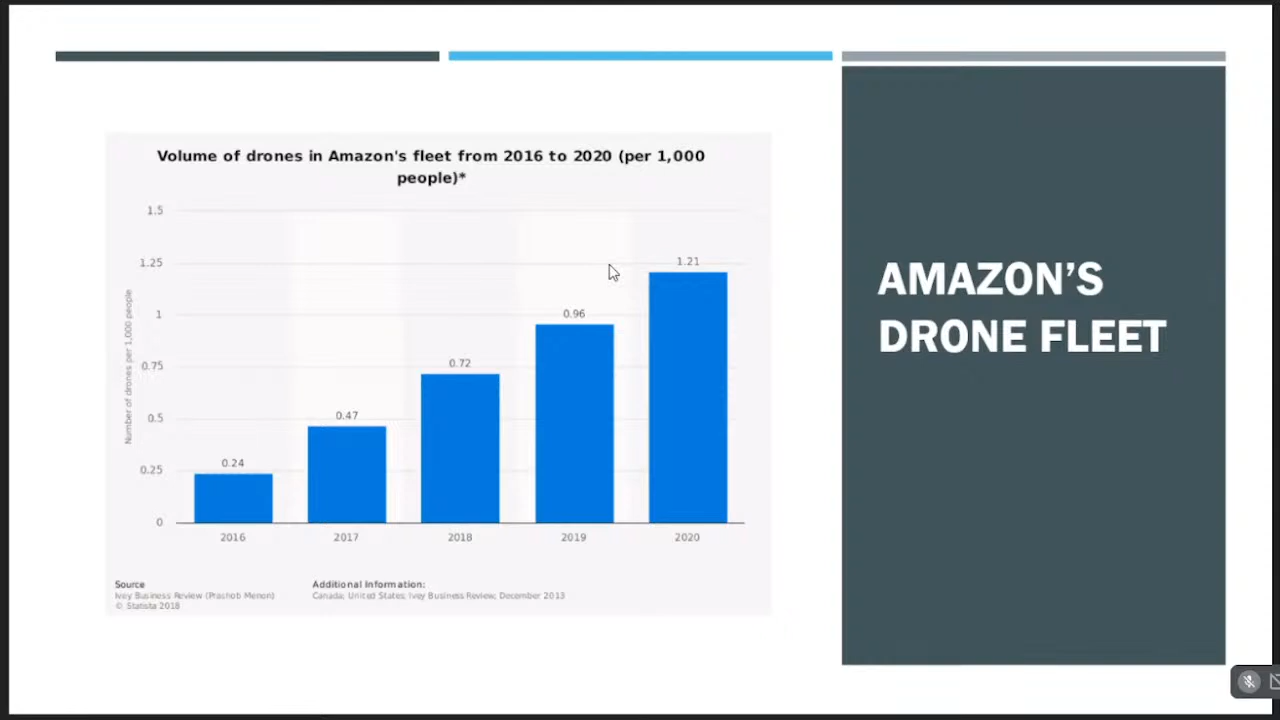 Volume of drones in Amazon's fleet from 2016 to 2020 (per 1,000
people)*
Number of drones per 1,000 people
1.5
1.25
1
0.75
0.5
0.25
0
0.24
0.47
0.72
0.96
1.21
2016 2017 2018 2019 2020
Source
Ivey Business Review (Prashob Menon)
© Statista 2018
Additional Information:
Canada; United States; Ivey Business Review; December 2013
AMAZON’S
DRONE FLEET